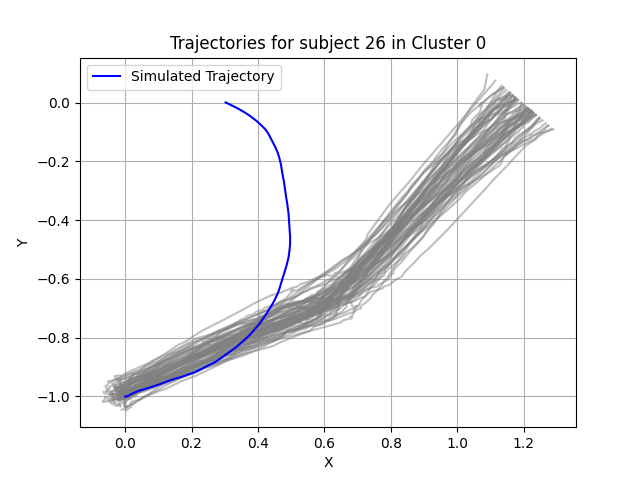 Trajectories for subject 26 in Cluster 0
Simulated Trajectory
Y
0.0
−0.2
−0.4
−0.6
−0.8
−1.0
0.0 0.2 0.4 0.6 0.8 1.0 1.2
X